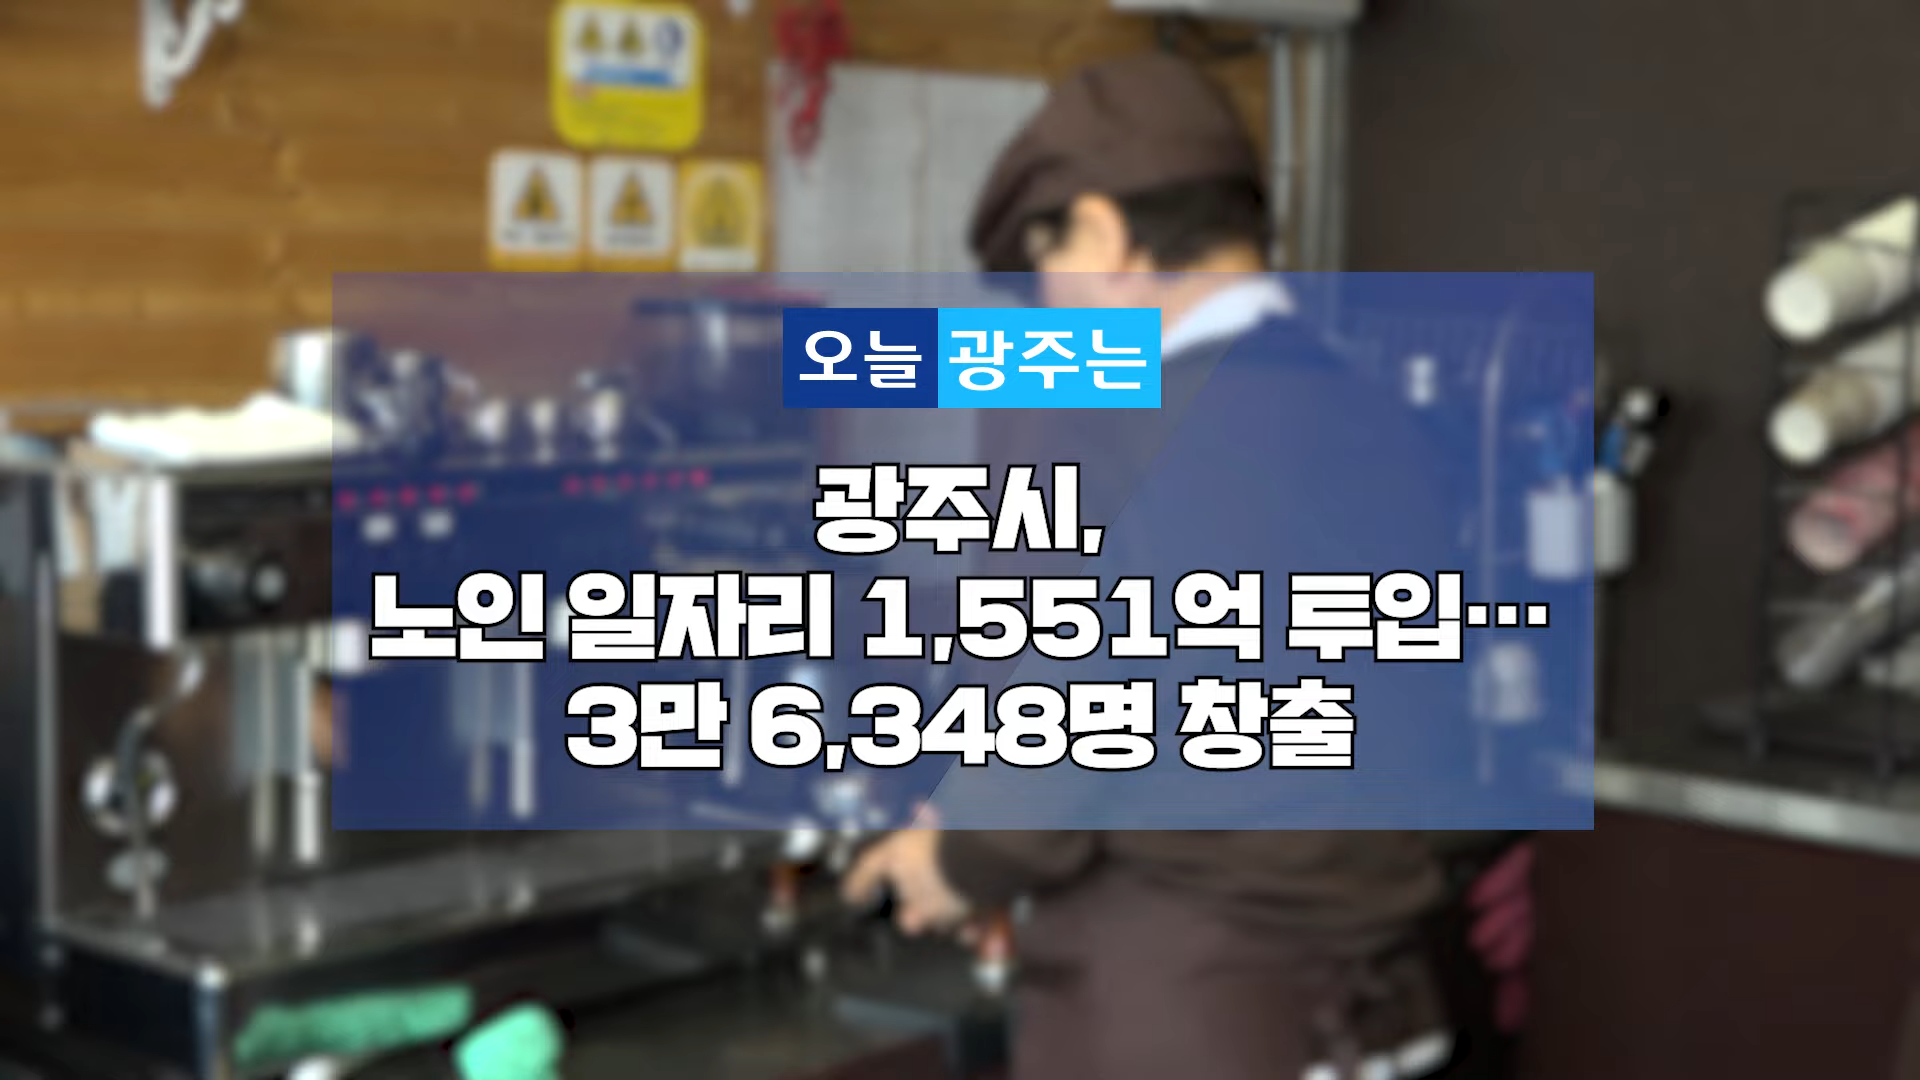 오늘 광주는
광주시,
노인 일자리 1,551억 투입…
3만 6,348명 창출